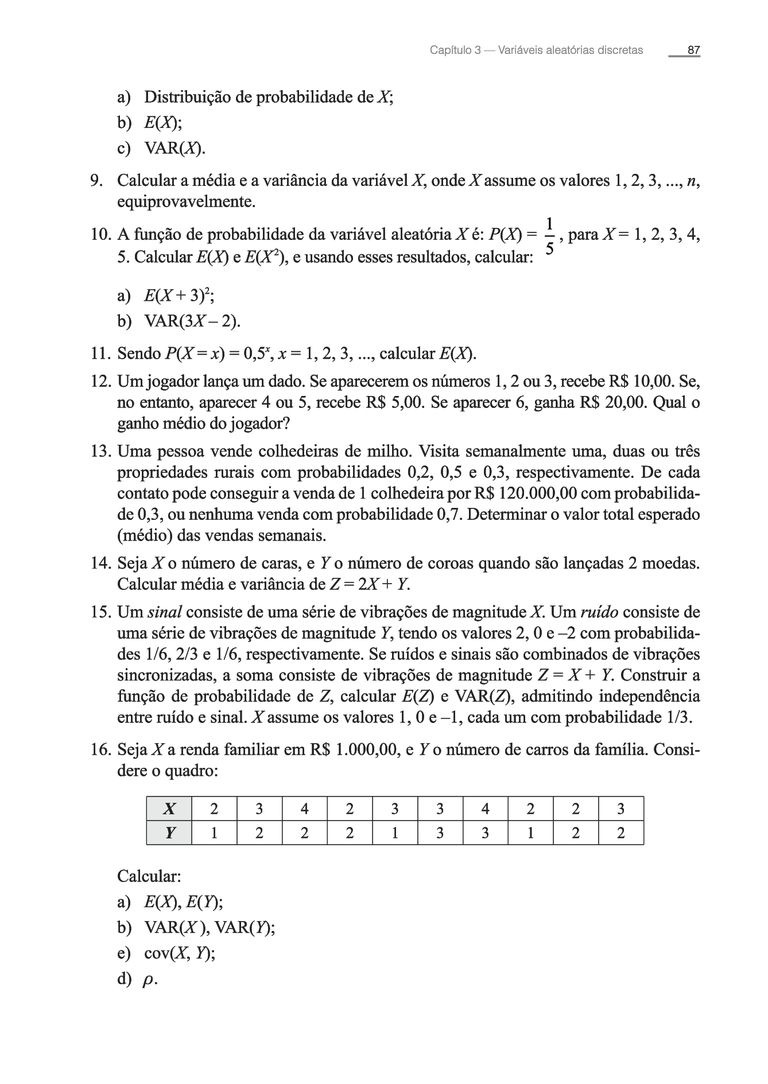 Capítulo 3 — Variáveis aleatórias discretas 87
a) Distribuição de probabilidade de X;
b) E(X);
c) VAR(X).
9. Calcular a média e a variância da variável X, onde X assume os valores 1, 2, 3, ..., n,
equiprovavelmente.
10. A função de probabilidade da variável aleatória X é: P(X) = 1/5, para X = 1, 2, 3, 4,
5. Calcular E(X) e E(X²), e usando esses resultados, calcular:
a) E(X + 3)²;
b) VAR(3X – 2).
11. Sendo P(X = x) = 0,5ˣ, x = 1, 2, 3, ..., calcular E(X).
12. Um jogador lança um dado. Se aparecerem os números 1, 2 ou 3, recebe R$ 10,00. Se,
no entanto, aparecer 4 ou 5, recebe R$ 5,00. Se aparecer 6, ganha R$ 20,00. Qual o
ganho médio do jogador?
13. Uma pessoa vende colhedeiras de milho. Visita semanalmente uma, duas ou três
propriedades rurais com probabilidades 0,2, 0,5 e 0,3, respectivamente. De cada
contato pode conseguir a venda de 1 colhedeira por R$ 120.000,00 com probabilida-
de 0,3, ou nenhuma venda com probabilidade 0,7. Determinar o valor total esperado
(médio) das vendas semanais.
14. Seja X o número de caras, e Y o número de coroas quando são lançadas 2 moedas.
Calcular média e variância de Z = 2X + Y.
15. Um sinal consiste de uma série de vibrações de magnitude X. Um ruído consiste de
uma série de vibrações de magnitude Y, tendo os valores 2, 0 e –2 com probabilida-
des 1/6, 2/3 e 1/6, respectivamente. Se ruídos e sinais são combinados de vibrações
sincronizadas, a soma consiste de vibrações de magnitude Z = X + Y. Construir a
função de probabilidade de Z, calcular E(Z) e VAR(Z), admitindo independência
entre ruído e sinal. X assume os valores 1, 0 e –1, cada um com probabilidade 1/3.
16. Seja X a renda familiar em R$ 1.000,00, e Y o número de carros da família. Consi-
dere o quadro:
X 2 3 4 2 3 3 4 2 2 3
Y 1 2 2 2 1 3 3 1 2 2
Calcular:
a) E(X), E(Y);
b) VAR(X ), VAR(Y);
e) cov(X, Y);
d) ρ.